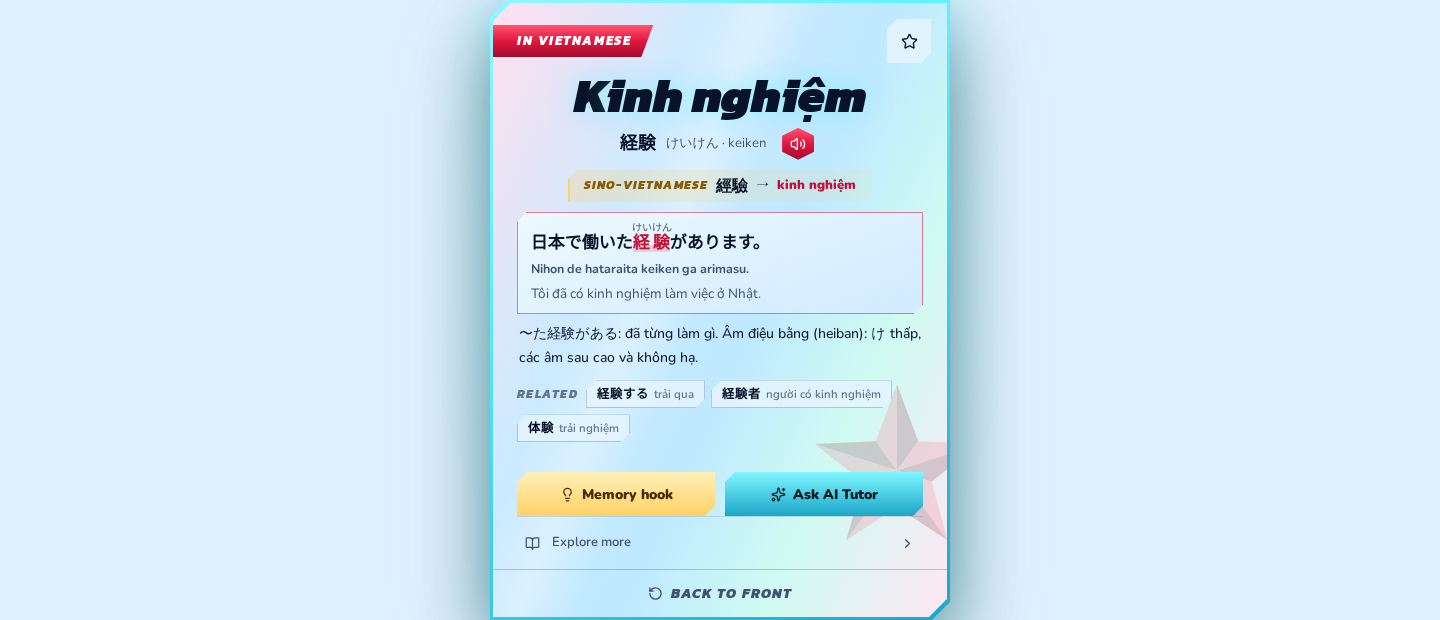 IN VIETNAMESE
Kinh nghiệm
経験 けいけん · keiken
SINO-VIETNAMESE 經驗 → kinh nghiệm
けいけん
日本で働いた経験があります。
Nihon de hataraita keiken ga arimasu.
Tôi đã có kinh nghiệm làm việc ở Nhật.
〜た経験がある: đã từng làm gì. Âm điệu bằng (heiban): け thấp,
các âm sau cao và không hạ.
RELATED 経験する trải qua 経験者 người có kinh nghiệm
体験 trải nghiệm
Memory hook Ask AI Tutor
Explore more
BACK TO FRONT